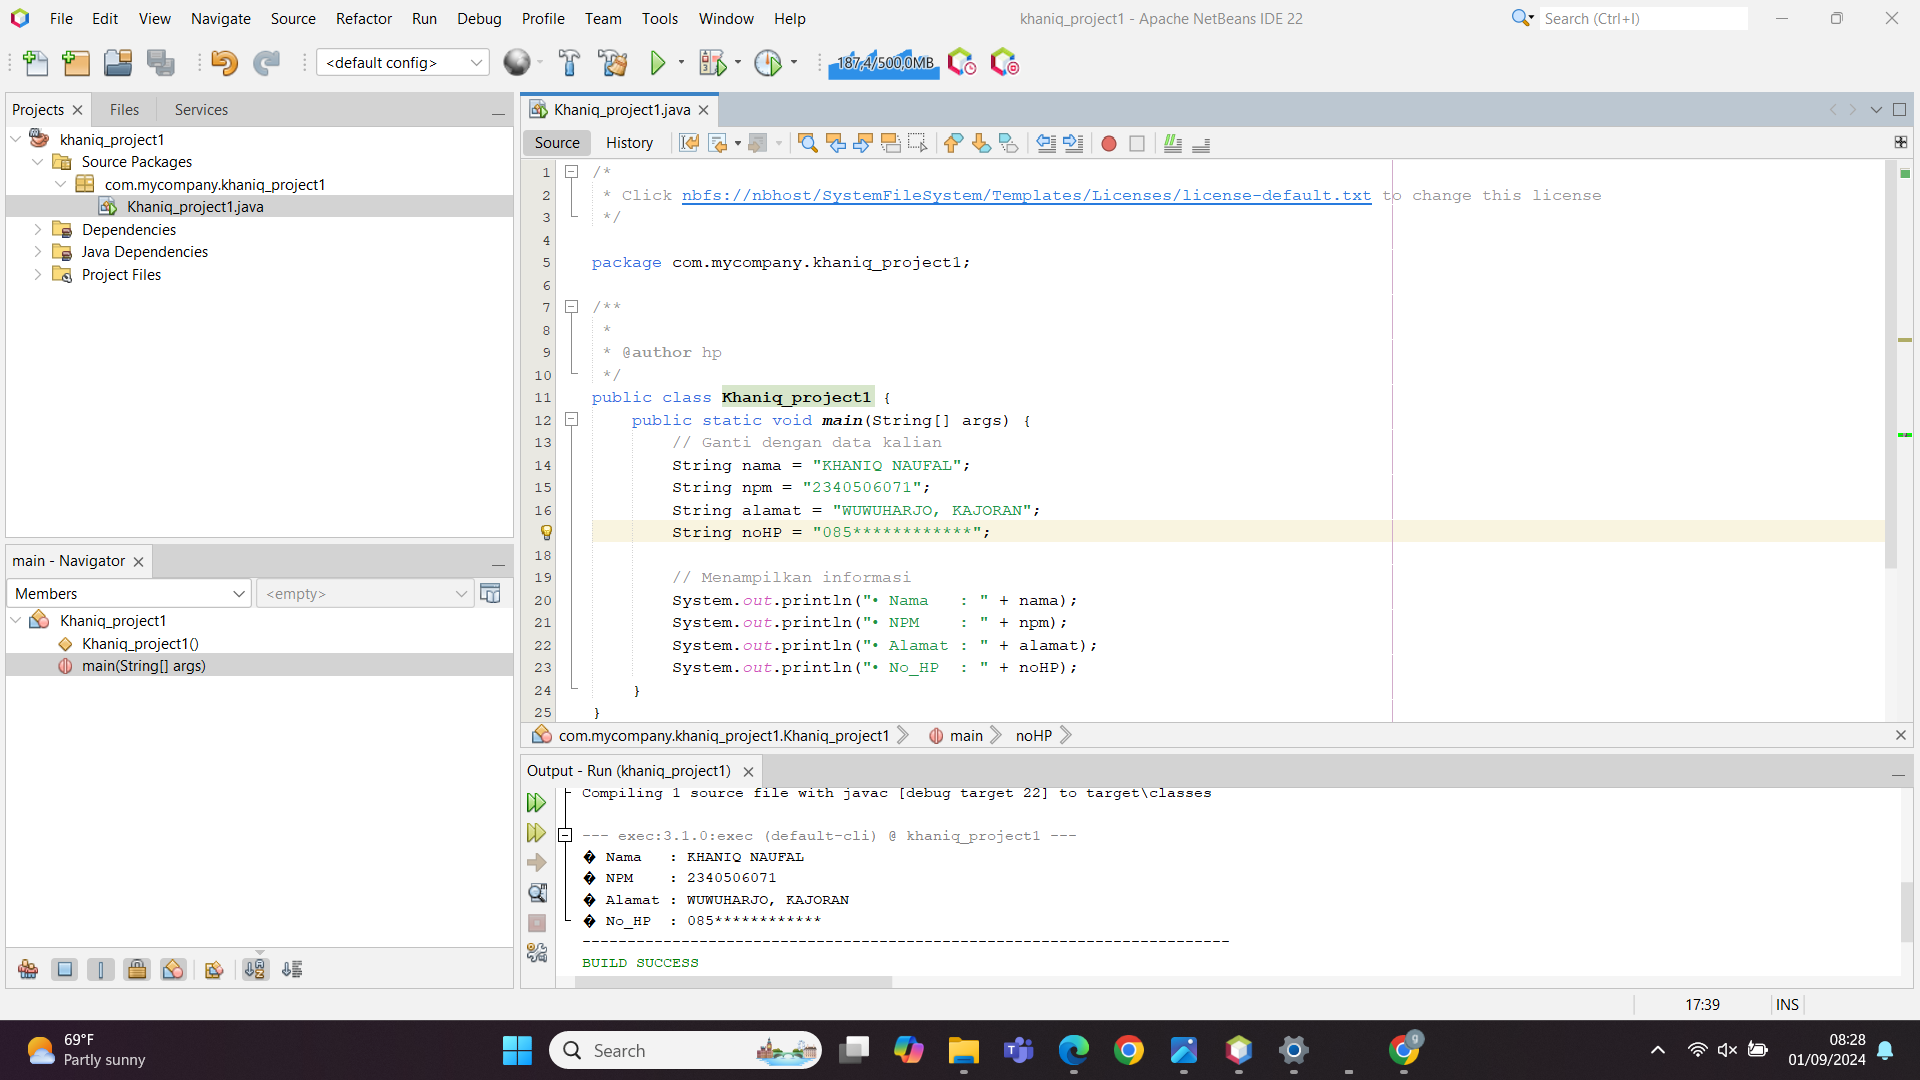 File Edit View Navigate Source Refactor Run Debug Profile Team Tools Window Help
khaniq_project1 - Apache NetBeans IDE 22
Search (Ctrl+I)
<default config>
187,4/500,0MB
Projects Files Services
khaniq_project1
Source Packages
com.mycompany.khaniq_project1
Khaniq_project1.java
Dependencies
Java Dependencies
Project Files
main - Navigator
Members <empty>
Khaniq_project1
Khaniq_project1()
main(String[] args)
Khaniq_project1.java
Source History
1 /*
2 * Click nbfs://nbhost/SystemFileSystem/Templates/Licenses/license-default.txt to change this license
3 */
4
5 package com.mycompany.khaniq_project1;
6
7 /**
8 *
9 * @author hp
10 */
11 public class Khaniq_project1 {
12 public static void main(String[] args) {
13 // Ganti dengan data kalian
14 String nama = "KHANIQ NAUFAL";
15 String npm = "2340506071";
16 String alamat = "WUWUHARJO, KAJORAN";
String noHP = "085************";
18
19 // Menampilkan informasi
20 System.out.println("• Nama   : " + nama);
21 System.out.println("• NPM    : " + npm);
22 System.out.println("• Alamat : " + alamat);
23 System.out.println("• No_HP  : " + noHP);
24 }
25 }
com.mycompany.khaniq_project1.Khaniq_project1 main noHP
Output - Run (khaniq_project1)
Compiling 1 source file with javac [debug target 22] to target\classes
--- exec:3.1.0:exec (default-cli) @ khaniq_project1 ---
� Nama   : KHANIQ NAUFAL
� NPM    : 2340506071
� Alamat : WUWUHARJO, KAJORAN
� No_HP  : 085************
------------------------------------------------------------------------
BUILD SUCCESS
17:39 INS
69°F
Partly sunny
Search
08:28
01/09/2024